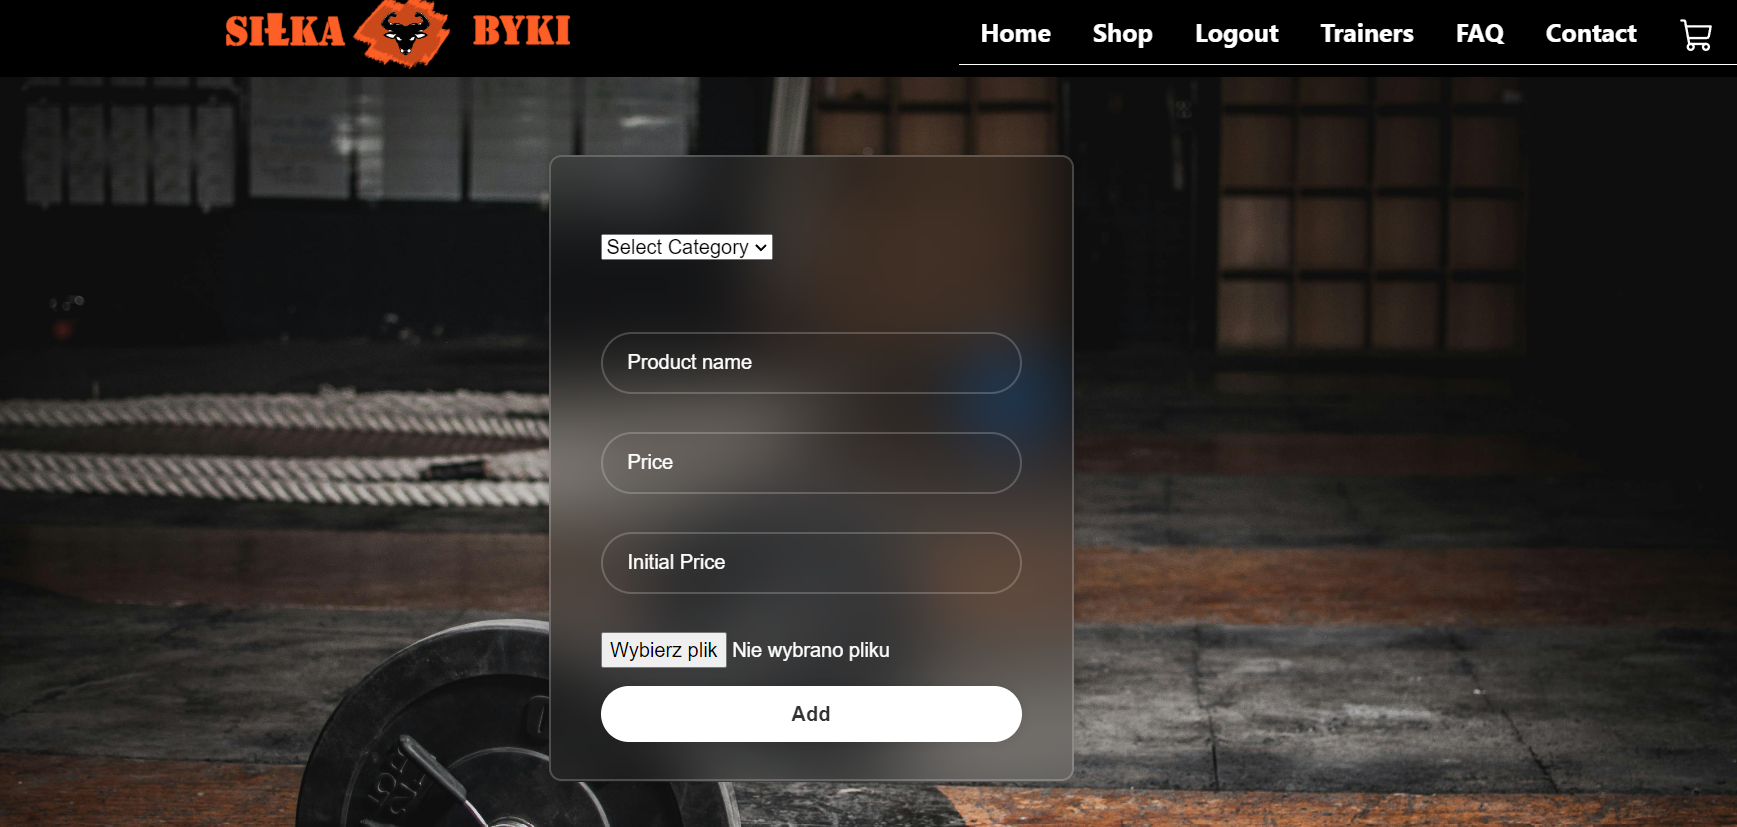 SIŁKA BYKI
Home Shop Logout Trainers FAQ Contact
Select Category
Product name
Price
Initial Price
Wybierz plik Nie wybrano pliku
Add